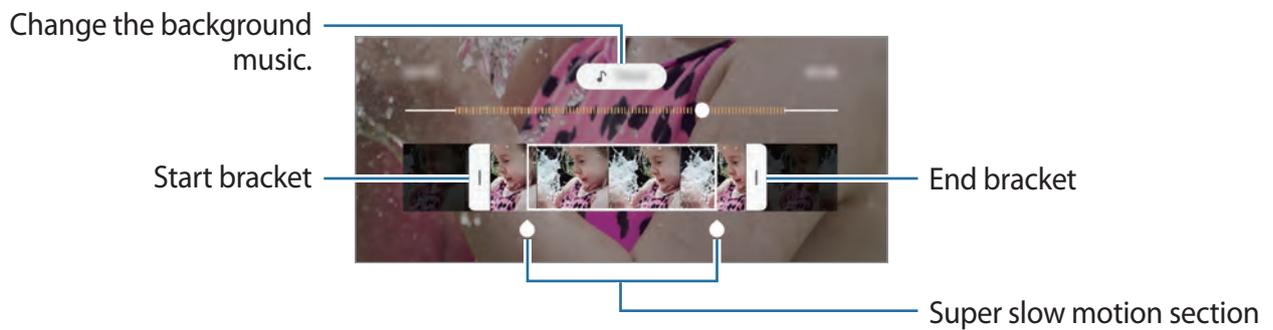 Change the background
music.
Start bracket
End bracket
Super slow motion section